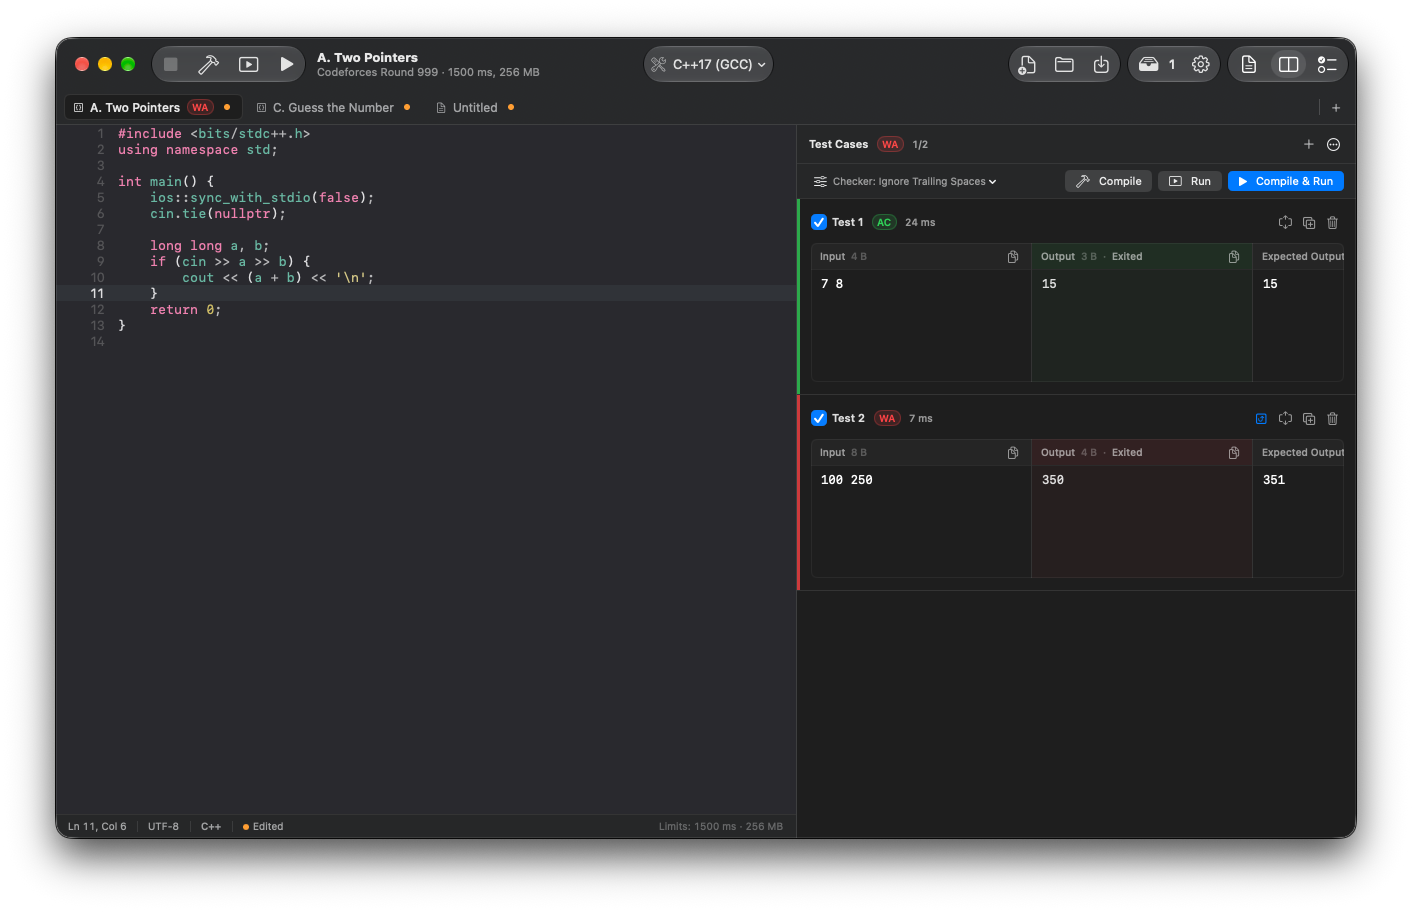 A. Two Pointers
Codeforces Round 999 · 1500 ms, 256 MB
C++17 (GCC)
1
A. Two Pointers WA
C. Guess the Number
Untitled
1 #include <bits/stdc++.h>
2 using namespace std;
3
4 int main() {
5     ios::sync_with_stdio(false);
6     cin.tie(nullptr);
7
8     long long a, b;
9     if (cin >> a >> b) {
10         cout << (a + b) << '\n';
11     }
12     return 0;
13 }
14
Ln 11, Col 6
UTF-8
C++
Edited
Limits: 1500 ms · 256 MB
Test Cases WA 1/2
Checker: Ignore Trailing Spaces
Compile
Run
Compile & Run
Test 1 AC 24 ms
Input 4 B
Output 3 B · Exited
Expected Output
7 8
15
15
Test 2 WA 7 ms
Input 8 B
Output 4 B · Exited
Expected Output
100 250
350
351